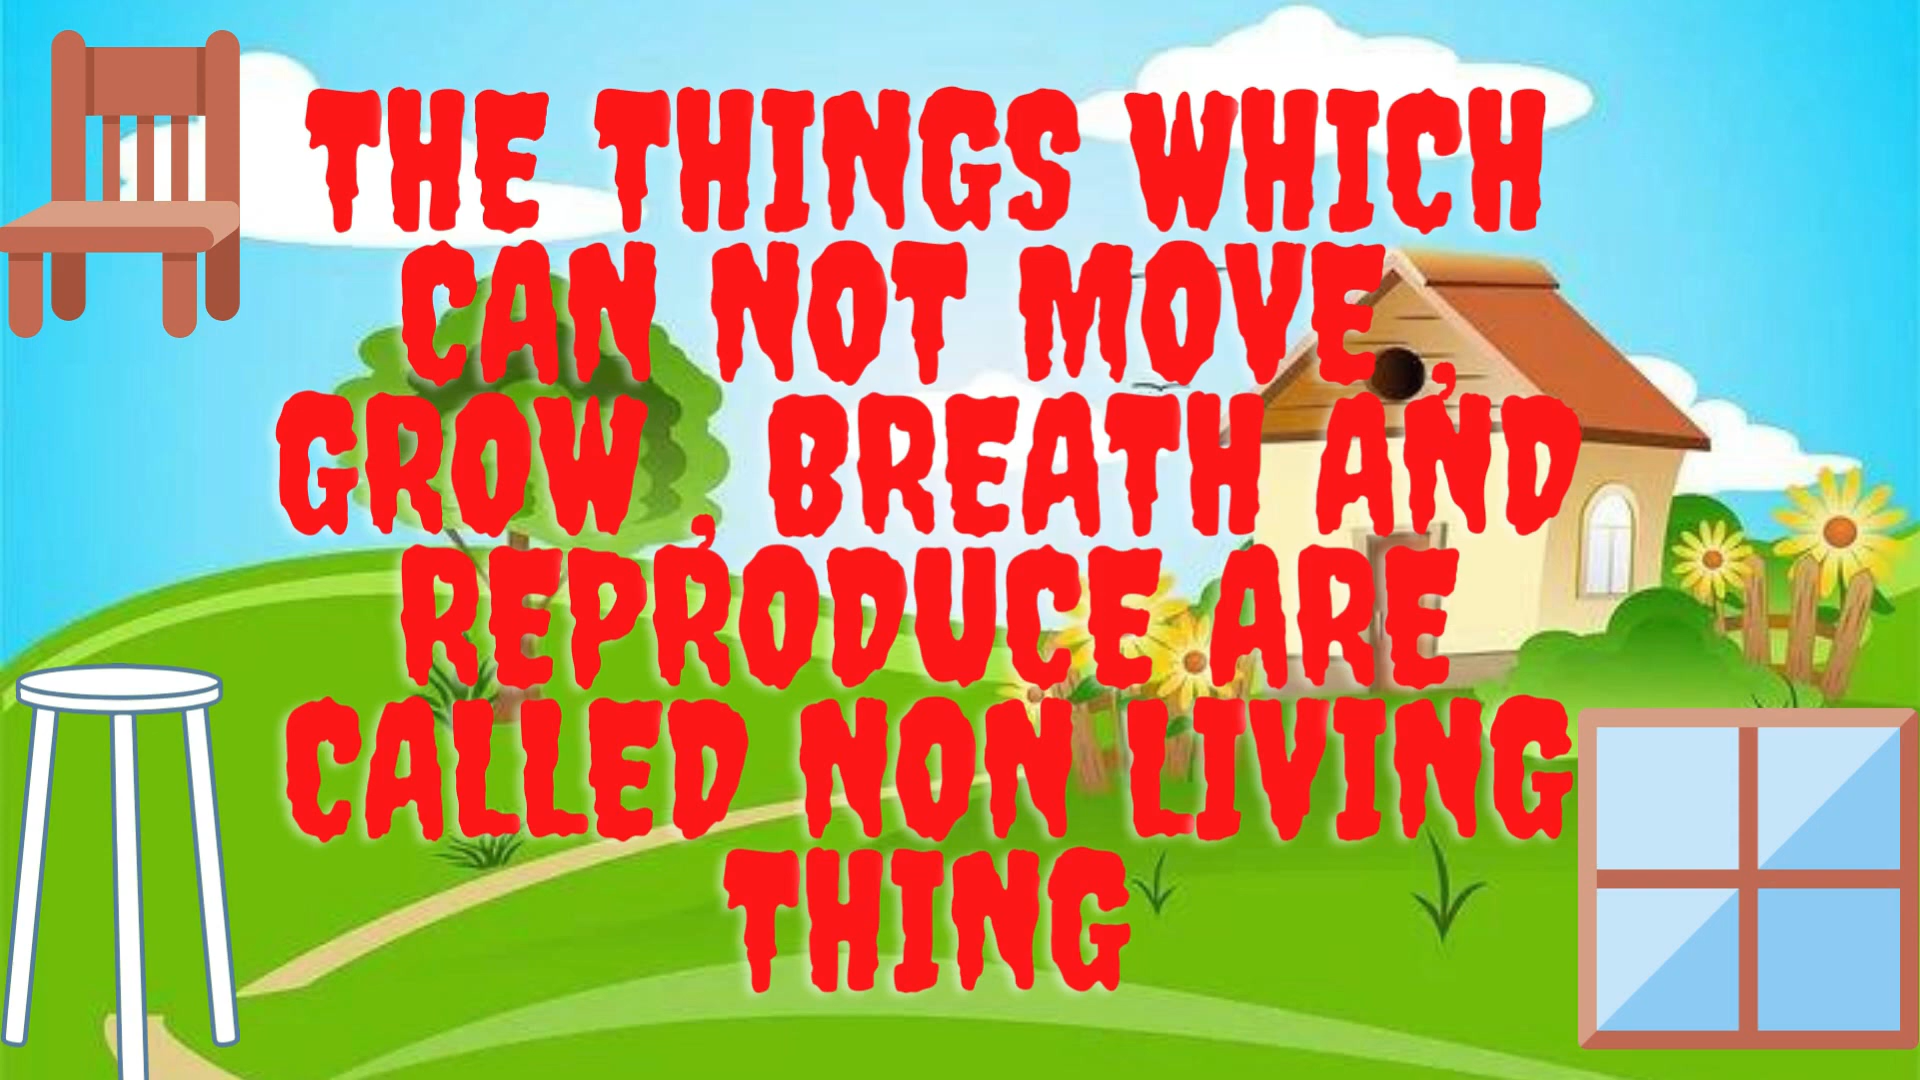 THE THINGS WHICH
CAN NOT MOVE ,
GROW , BREATH AND
REPRODUCE ARE
CALLED NON LIVING
THING